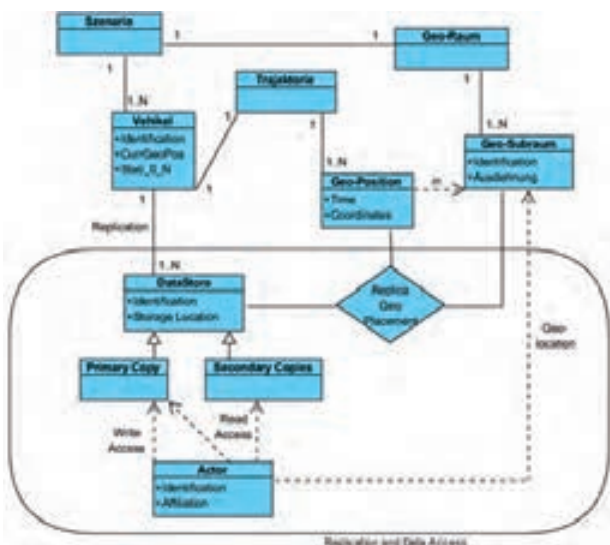 Szenario
Geo-Raum
1
1
1
1
Trajektorie
1..N
Vehikel
Identification
CurrGeoPos
1
1
1
1
1..N
Geo-Position
Time
Coordinates
in
1..N
Geo-Subraum
Identification
Ausdehnung
Replication
1..N
DataStore
Identification
Storage Location
Replica
Geo
Placement
Geo-
location
Primary Copy
Secondary Copies
Write
Access
Read
Access
Actor
Identification
Affiliation
Replication and Data Access